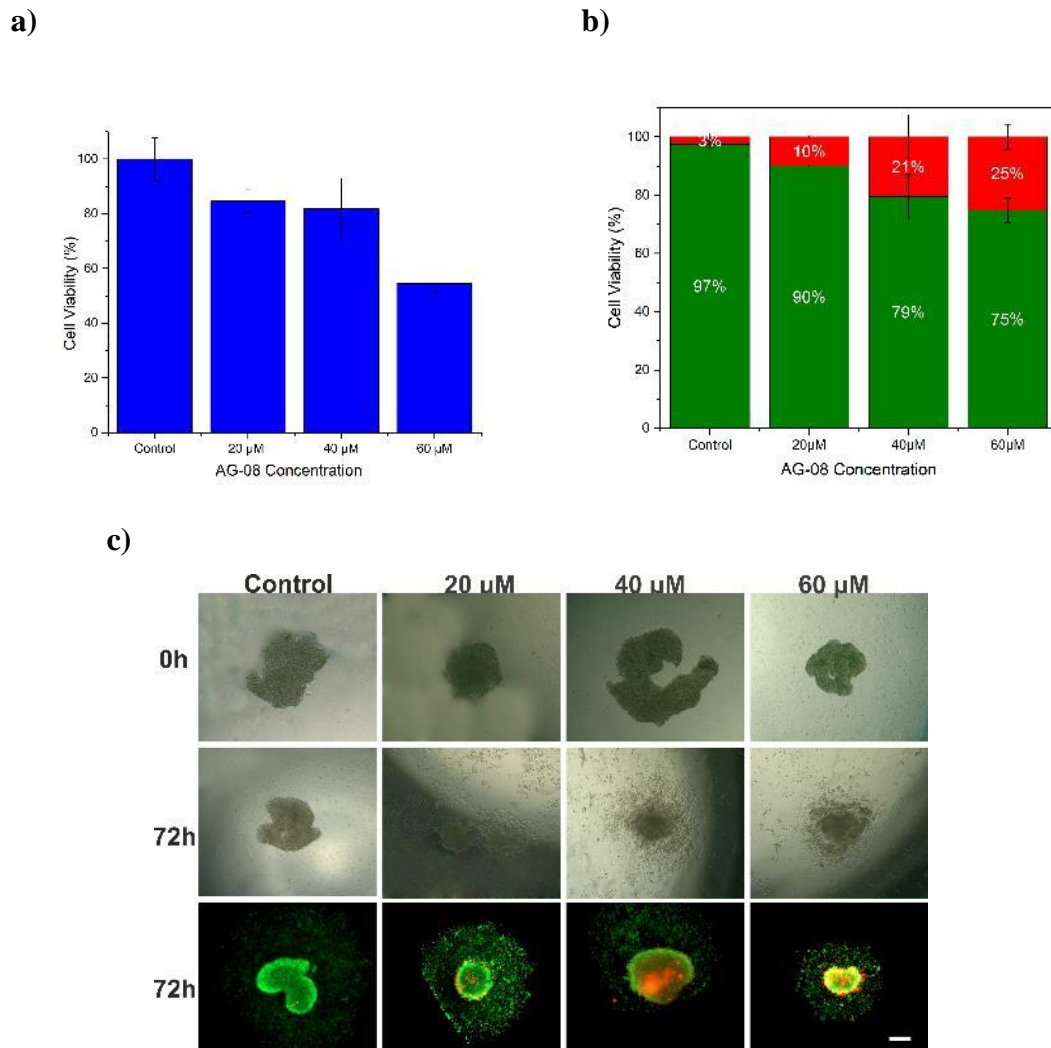 a)
b)
100
80
60
40
20
0
Cell Viability (%)
Control 20 µM 40 µM 60 µM
AG-08 Concentration
100
80
60
40
20
0
Cell Viability (%)
3% 10% 21% 25%
97% 90% 79% 75%
Control 20µM 40µM 60µM
AG-08 Concentration
c)
Control 20 µM 40 µM 60 µM
0h
72h
72h